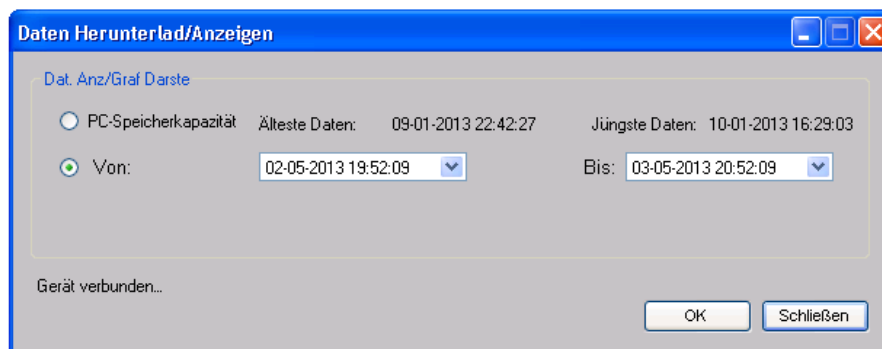 Daten Herunterlad/Anzeigen
Dat. Anz/Graf Darste
PC-Speicherkapazität Älteste Daten: 09-01-2013 22:42:27 Jüngste Daten: 10-01-2013 16:29:03
Von: 02-05-2013 19:52:09 Bis: 03-05-2013 20:52:09
Gerät verbunden...
OK Schließen